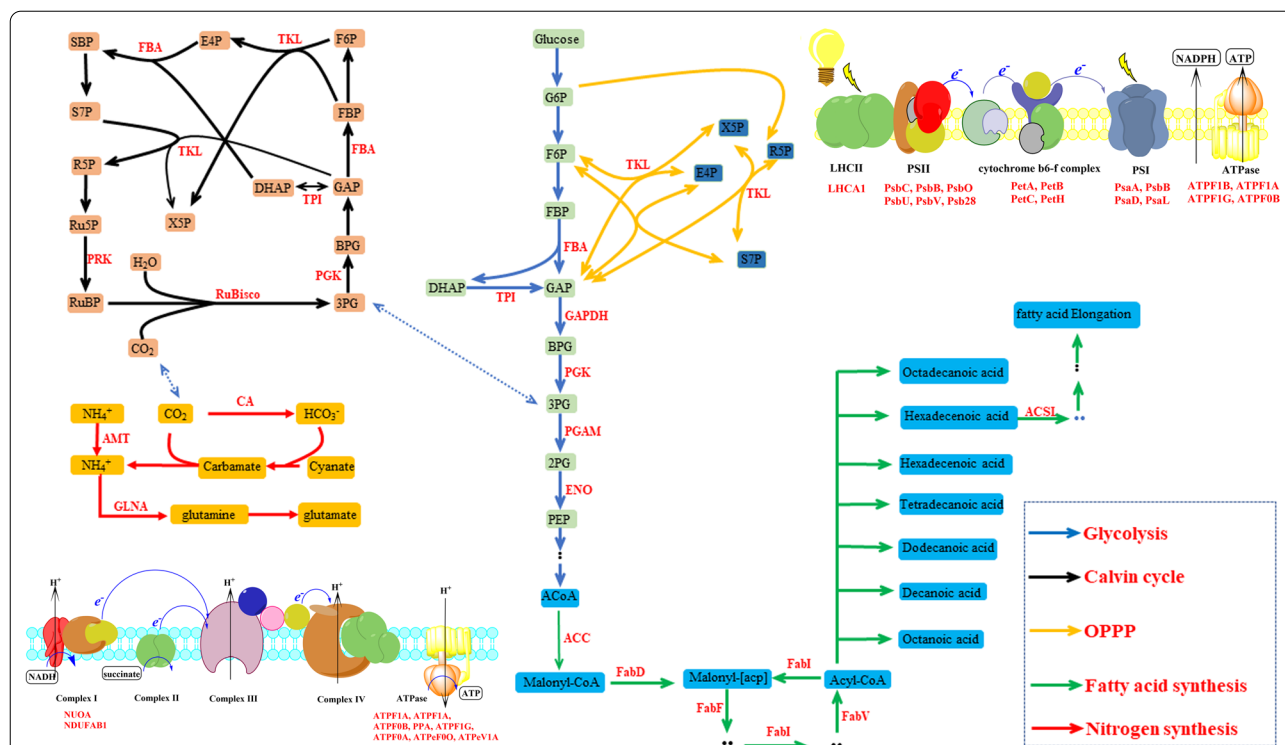 SBP
FBA
E4P
TKL
F6P
S7P
FBP
TKL
FBA
R5P
DHAP
GAP
TPI
Ru5P
X5P
BPG
PRK
H2O
PGK
RuBP
RuBisco
3PG
CO2
NH4+
CO2
CA
HCO3-
AMT
NH4+
Carbamate
Cyanate
GLNA
glutamine
glutamate
Glucose
G6P
X5P
R5P
F6P
TKL
E4P
TKL
FBP
FBA
S7P
DHAP
TPI
GAP
GAPDH
BPG
PGK
3PG
PGAM
2PG
ENO
PEP
ACoA
ACC
Malonyl-CoA
FabD
Malonyl-[acp]
FabI
Acyl-CoA
FabF
FabI
FabV
e-
e-
e-
NADPH
ATP
LHCII
PSII
cytochrome b6-f complex
PSI
ATPase
LHCA1
PsbC, PsbB, PsbO
PsbU, PsbV, Psb28
PetA, PetB
PetC, PetH
PsaA, PsbB
PsaD, PsaL
ATPF1B, ATPF1A
ATPF1G, ATPF0B
fatty acid Elongation
Octadecanoic acid
Hexadecenoic acid
ACSL
Hexadecenoic acid
Tetradecanoic acid
Dodecanoic acid
Decanoic acid
Octanoic acid
Glycolysis
Calvin cycle
OPPP
Fatty acid synthesis
Nitrogen synthesis
H+
H+
H+
H+
e-
e-
NADH
succinate
ATP
Complex I
Complex II
Complex III
Complex IV
ATPase
NUOA
NDUFAB1
ATPF1A, ATPF1A,
ATPF0B, PPA, ATPF1G,
ATPF0A, ATPeF0O, ATPeV1A